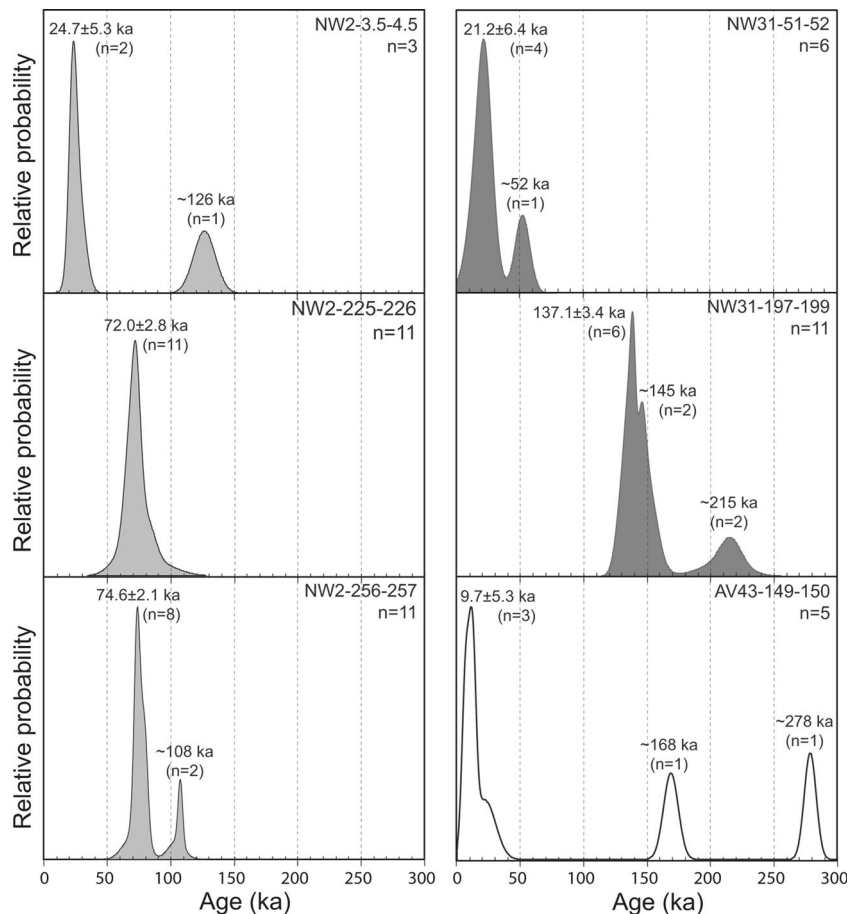 24.7±5.3 ka
(n=2)
NW2-3.5-4.5
n=3
~126 ka
(n=1)
Relative probability
21.2±6.4 ka
(n=4)
NW31-51-52
n=6
~52 ka
(n=1)
72.0±2.8 ka
(n=11)
NW2-225-226
n=11
Relative probability
137.1±3.4 ka
(n=6)
NW31-197-199
n=11
~145 ka
(n=2)
~215 ka
(n=2)
74.6±2.1 ka
(n=8)
NW2-256-257
n=11
~108 ka
(n=2)
Relative probability
0 50 100 150 200 250 300
Age (ka)
9.7±5.3 ka
(n=3)
AV43-149-150
n=5
~168 ka
(n=1)
~278 ka
(n=1)
0 50 100 150 200 250 300
Age (ka)